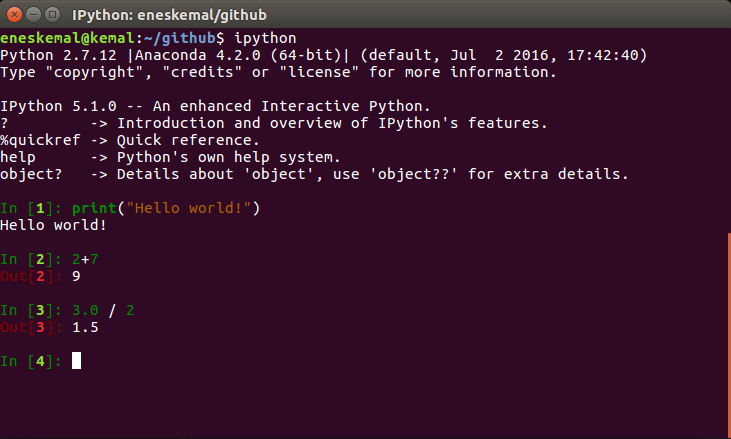 IPython: eneskemal/github
eneskemal@kemal:~/github$ ipython
Python 2.7.12 |Anaconda 4.2.0 (64-bit)| (default, Jul  2 2016, 17:42:40)
Type "copyright", "credits" or "license" for more information.
IPython 5.1.0 -- An enhanced Interactive Python.
?         -> Introduction and overview of IPython's features.
%quickref -> Quick reference.
help      -> Python's own help system.
object?   -> Details about 'object', use 'object??' for extra details.
In [1]: print("Hello world!")
Hello world!
In [2]: 2+7
Out[2]: 9
In [3]: 3.0 / 2
Out[3]: 1.5
In [4]: